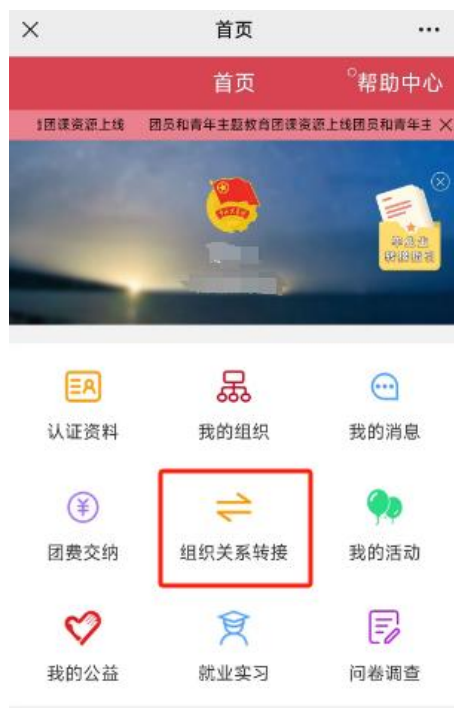 首页
首页
帮助中心
团课资源上线 团员和青年主题教育团课资源上线团员和青年主
毕业生
认证资料 我的组织 我的消息
团费交纳 组织关系转接 我的活动
我的公益 就业实习 问卷调查